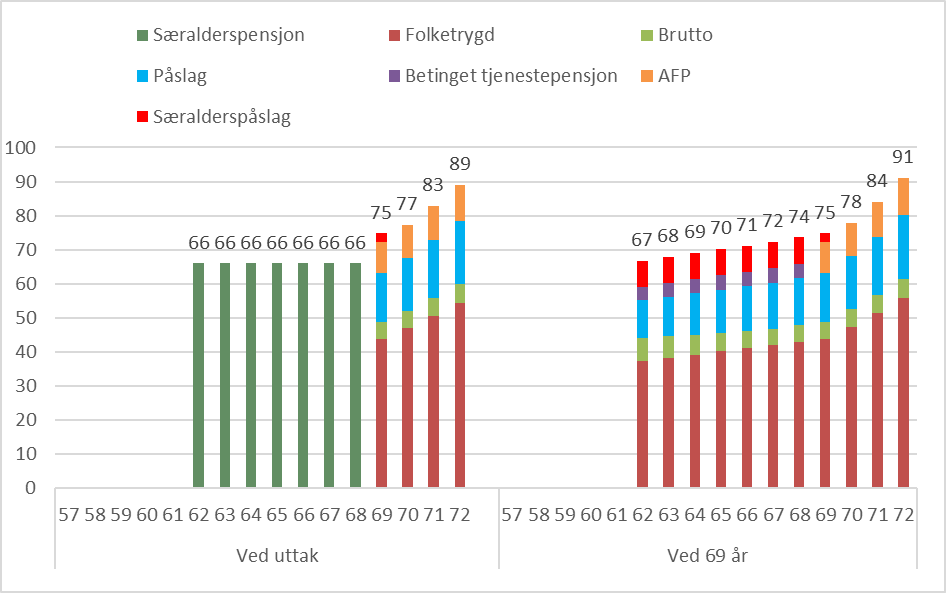 Særalderspensjon Folketrygd Brutto
Påslag Betinget tjenestepensjon AFP
Særalderspåslag
100
90
80
70
60
50
40
30
20
10
0
66 66 66 66 66 66 66 75 77 83 89
67 68 69 70 71 72 74 75 78 84 91
57 58 59 60 61 62 63 64 65 66 67 68 69 70 71 72 57 58 59 60 61 62 63 64 65 66 67 68 69 70 71 72
Ved uttak Ved 69 år